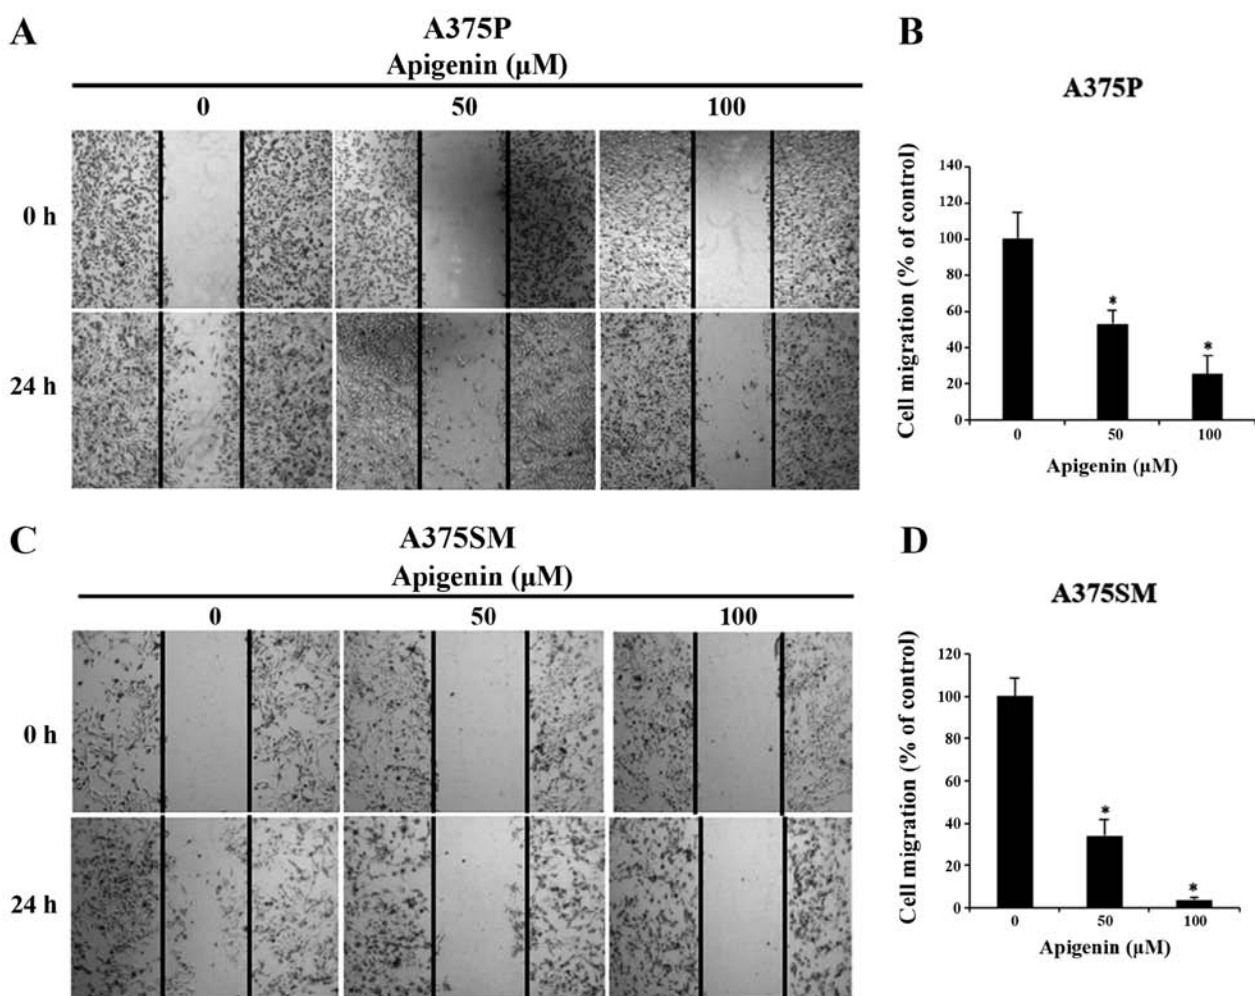 A
A375P
Apigenin (μM)
0 50 100
0 h
24 h
B
A375P
Cell migration (% of control)
140
120
100
80
60
40
20
0
*
*
0 50 100
Apigenin (μM)
C
A375SM
Apigenin (μM)
0 50 100
0 h
24 h
D
A375SM
Cell migration (% of control)
120
100
80
60
40
20
0
*
*
0 50 100
Apigenin (μM)